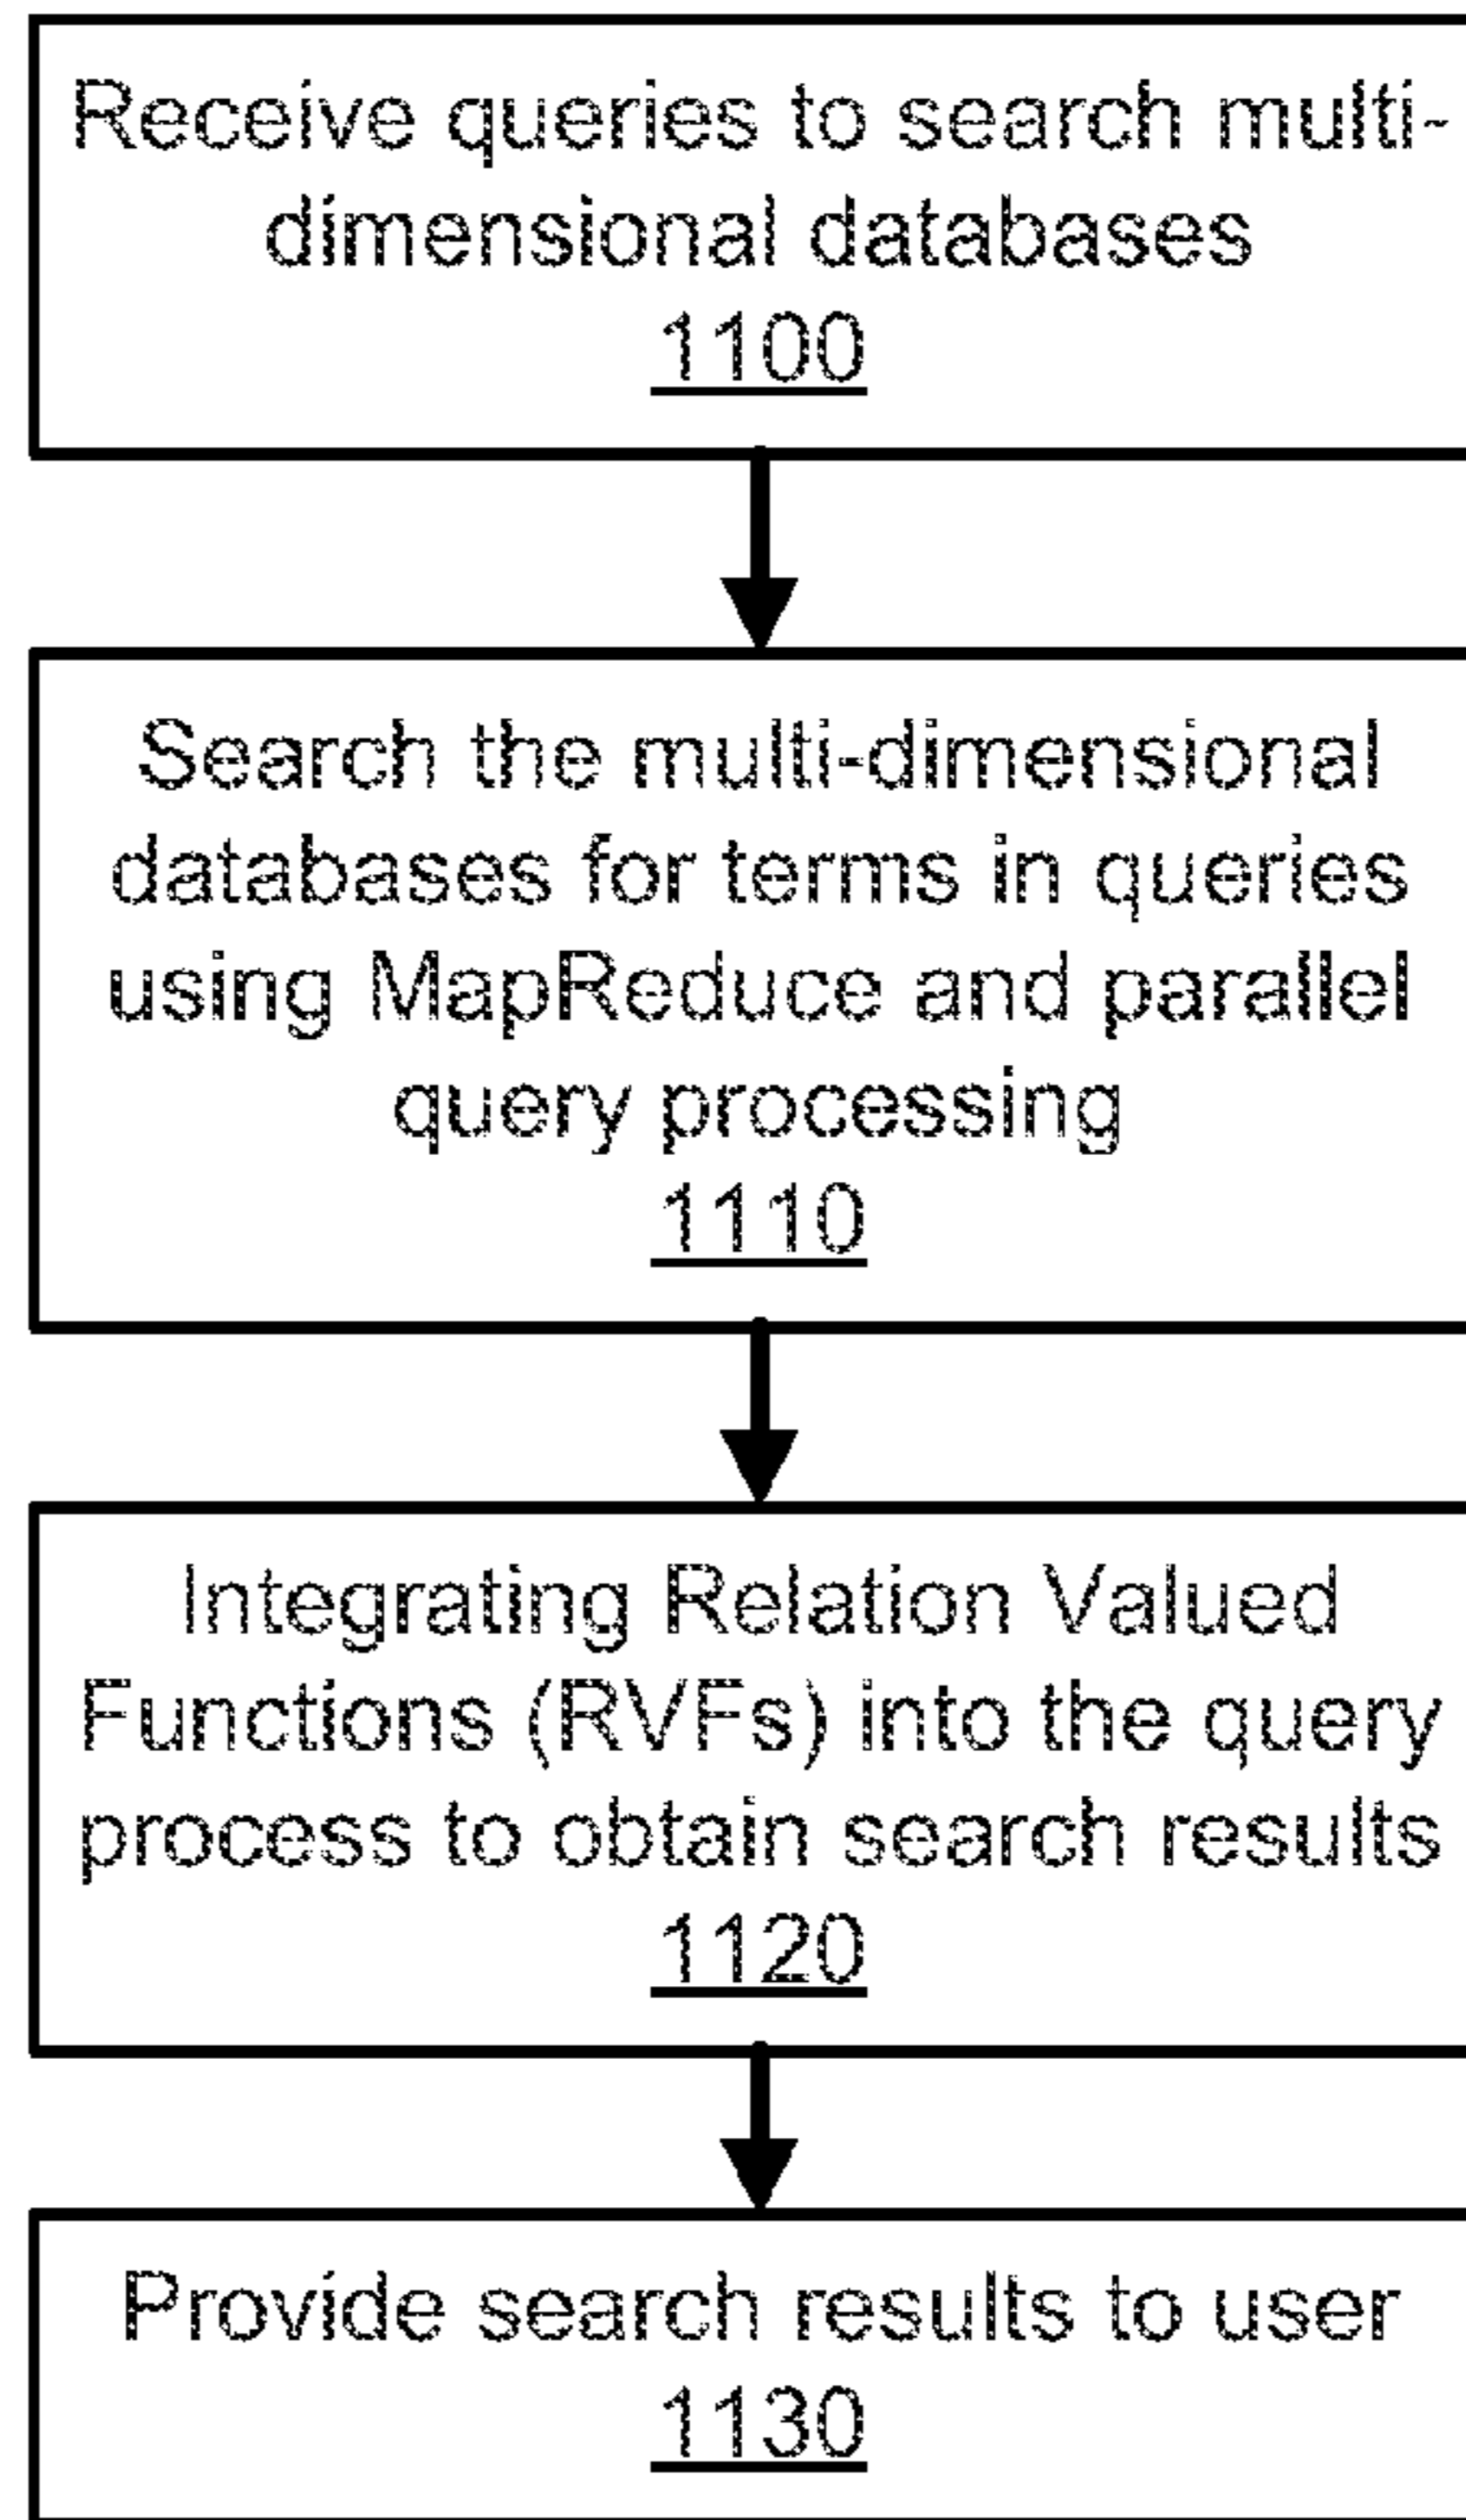 Receive queries to search multi-
dimensional databases
1100
Search the multi-dimensional
databases for terms in queries
using MapReduce and parallel
query processing
1110
Integrating Relation Valued
Functions (RVFs) into the query
process to obtain search results
1120
Provide search results to user
1130